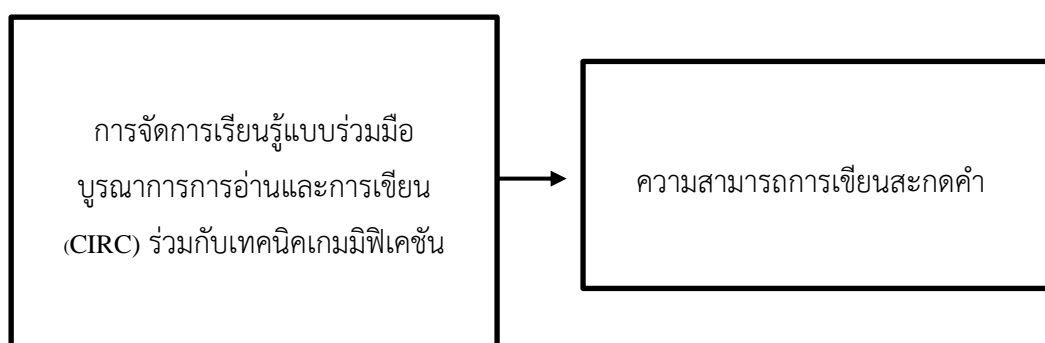 การจัดการเรียนรู้แบบร่วมมือ
บูรณาการการอ่านและการเขียน
(CIRC) ร่วมกับเทคนิคเกมมิฟิเคชัน
ความสามารถการเขียนสะกดคำ